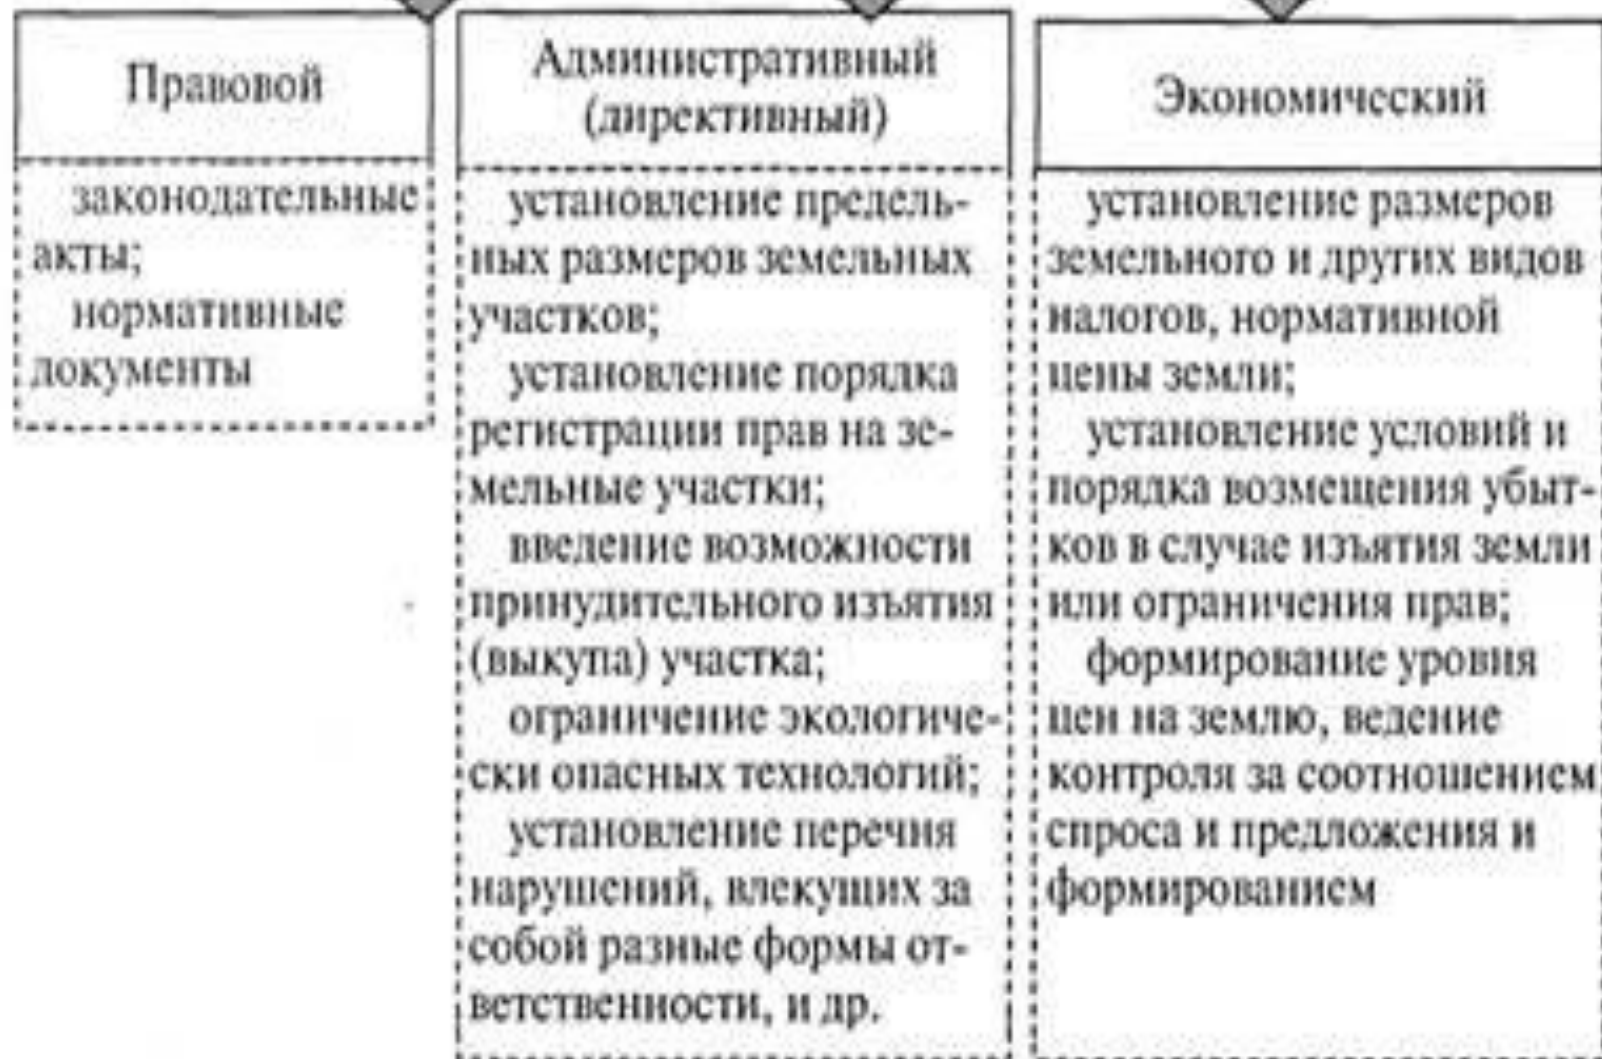 Правовой
законодательные
акты;
нормативные
документы
Административный
(директивный)
установление предель-
ных размеров земельных
участков;
установление порядка
регистрации прав на зе-
мельные участки;
введение возможности
принудительного изъятия
(выкупа) участка;
ограничение экологиче-
ски опасных технологий;
установление перечня
нарушений, влекущих за
собой разные формы от-
ветственности, и др.
Экономический
установление размеров
земельного и других видов
налогов, нормативной
цены земли;
установление условий и
порядка возмещения убыт-
ков в случае изъятия земли
или ограничения прав;
формирование уровня
цен на землю, ведение
контроля за соотношением
спроса и предложения и
формированием